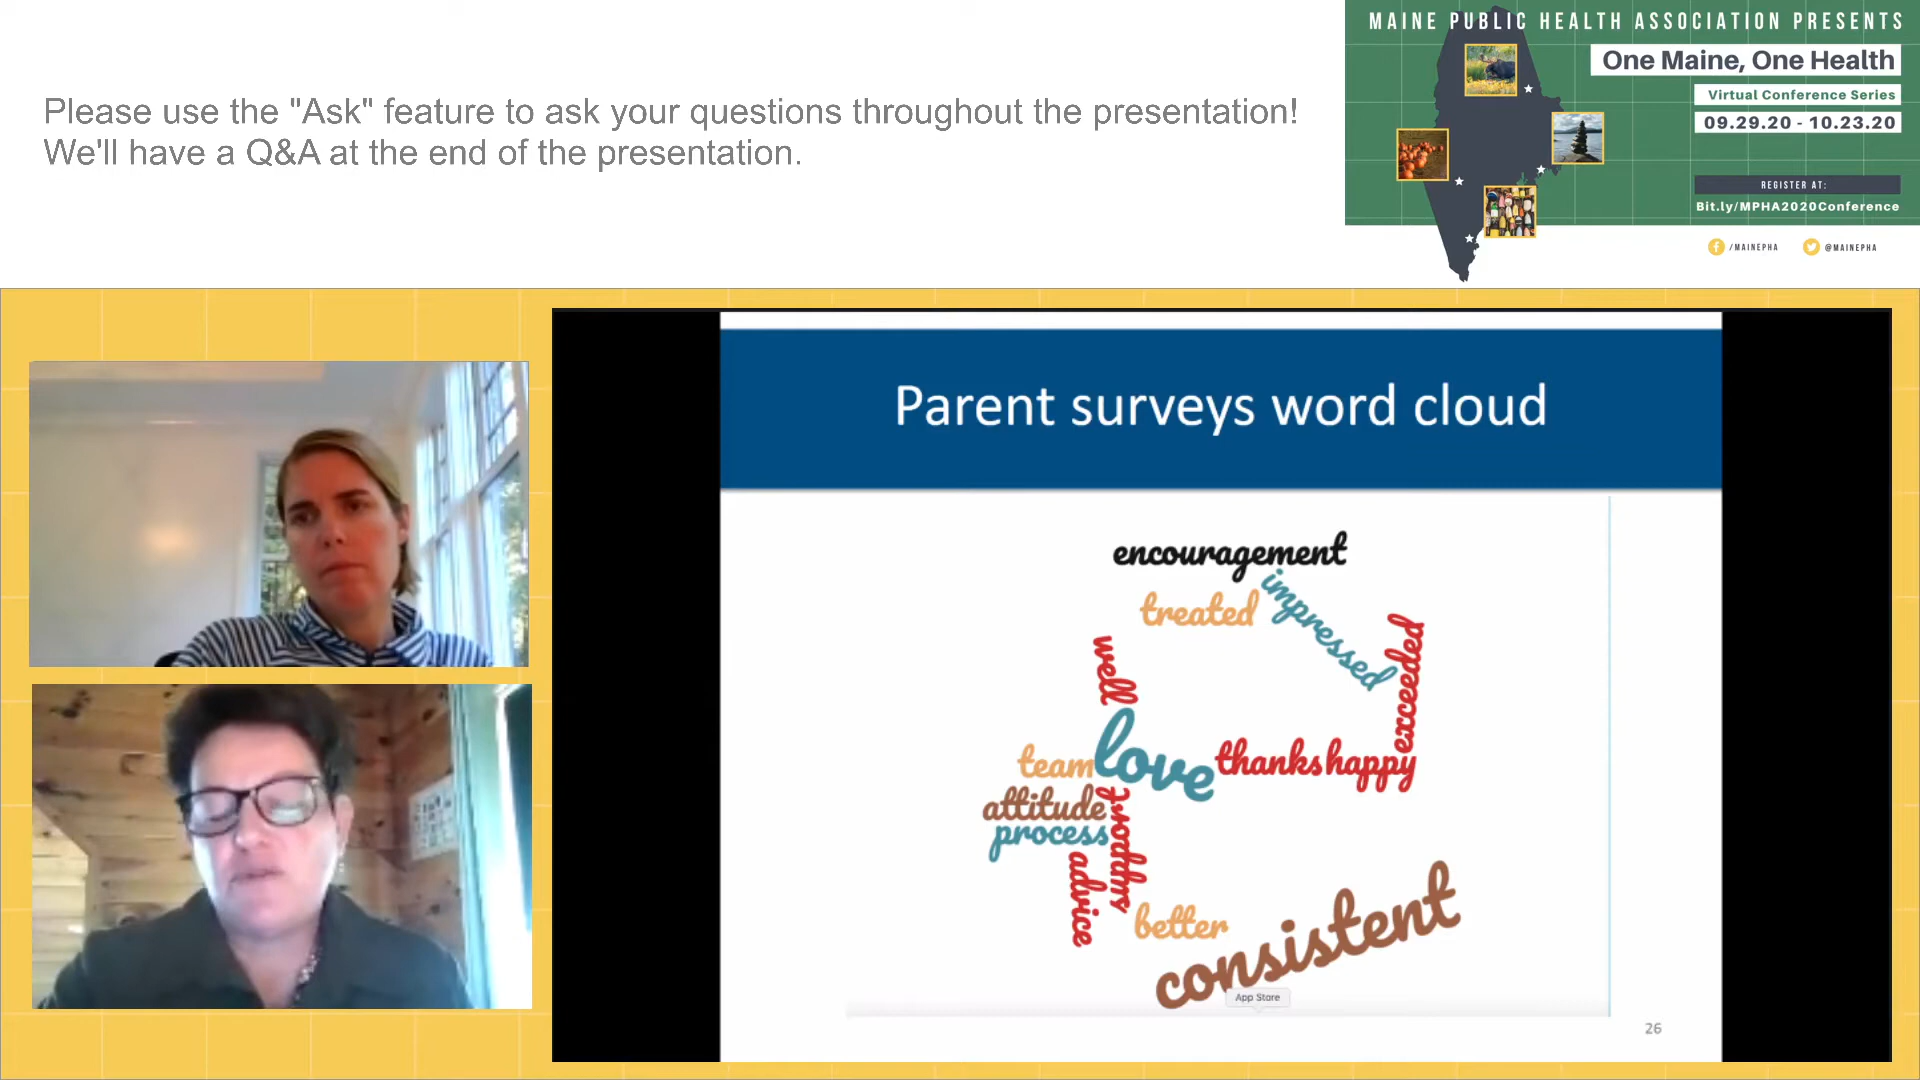 Please use the "Ask" feature to ask your questions throughout the presentation!
We'll have a Q&A at the end of the presentation.
MAINE PUBLIC HEALTH ASSOCIATION PRESENTS
One Maine, One Health
Virtual Conference Series
09.29.20 - 10.23.20
REGISTER AT:
Bit.ly/MPHA2020Conference
/MAINEPHA
@MAINEPHA
Parent surveys word cloud
encouragement
treated
impressed
exceeded
well
love
thanks
happy
team
attitude
process
support
advice
better
consistent
App Store
26